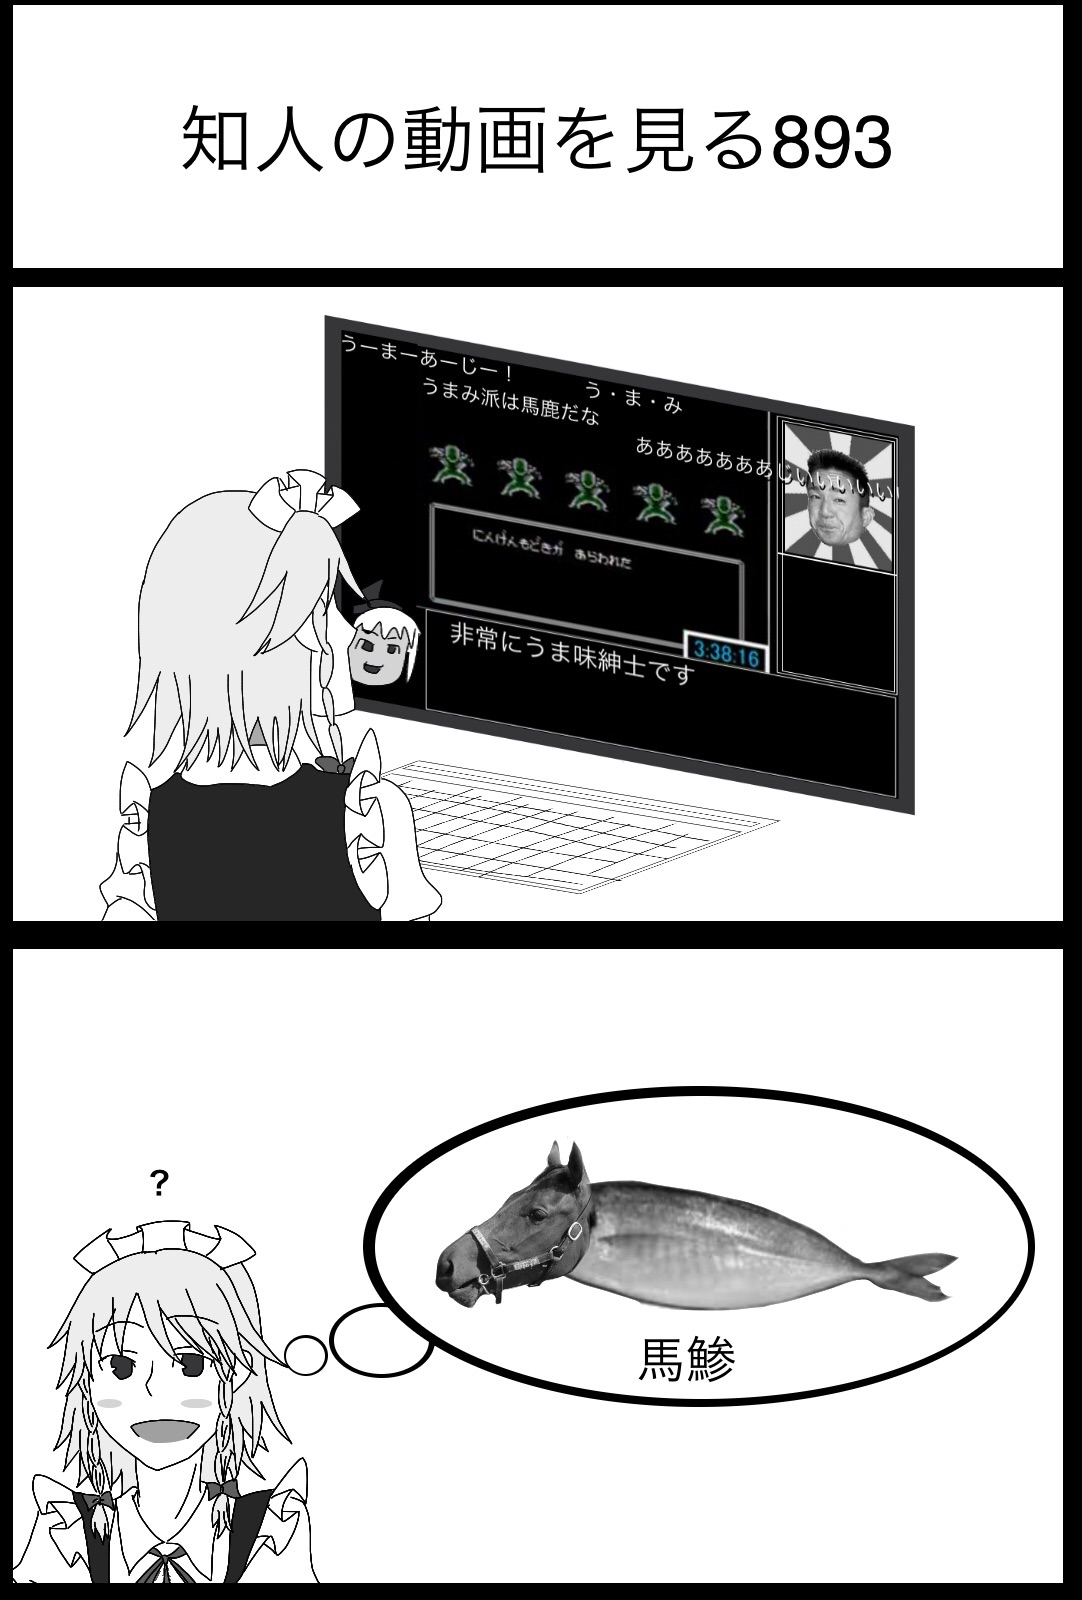 知人の動画を見る893
うーまーあーじー！
う・ま・み
うまみ派は馬鹿だな
あああああああじいいいいい
にんげんもどきが あらわれた
3:38:16
非常にうま味紳士です
?
馬鯵